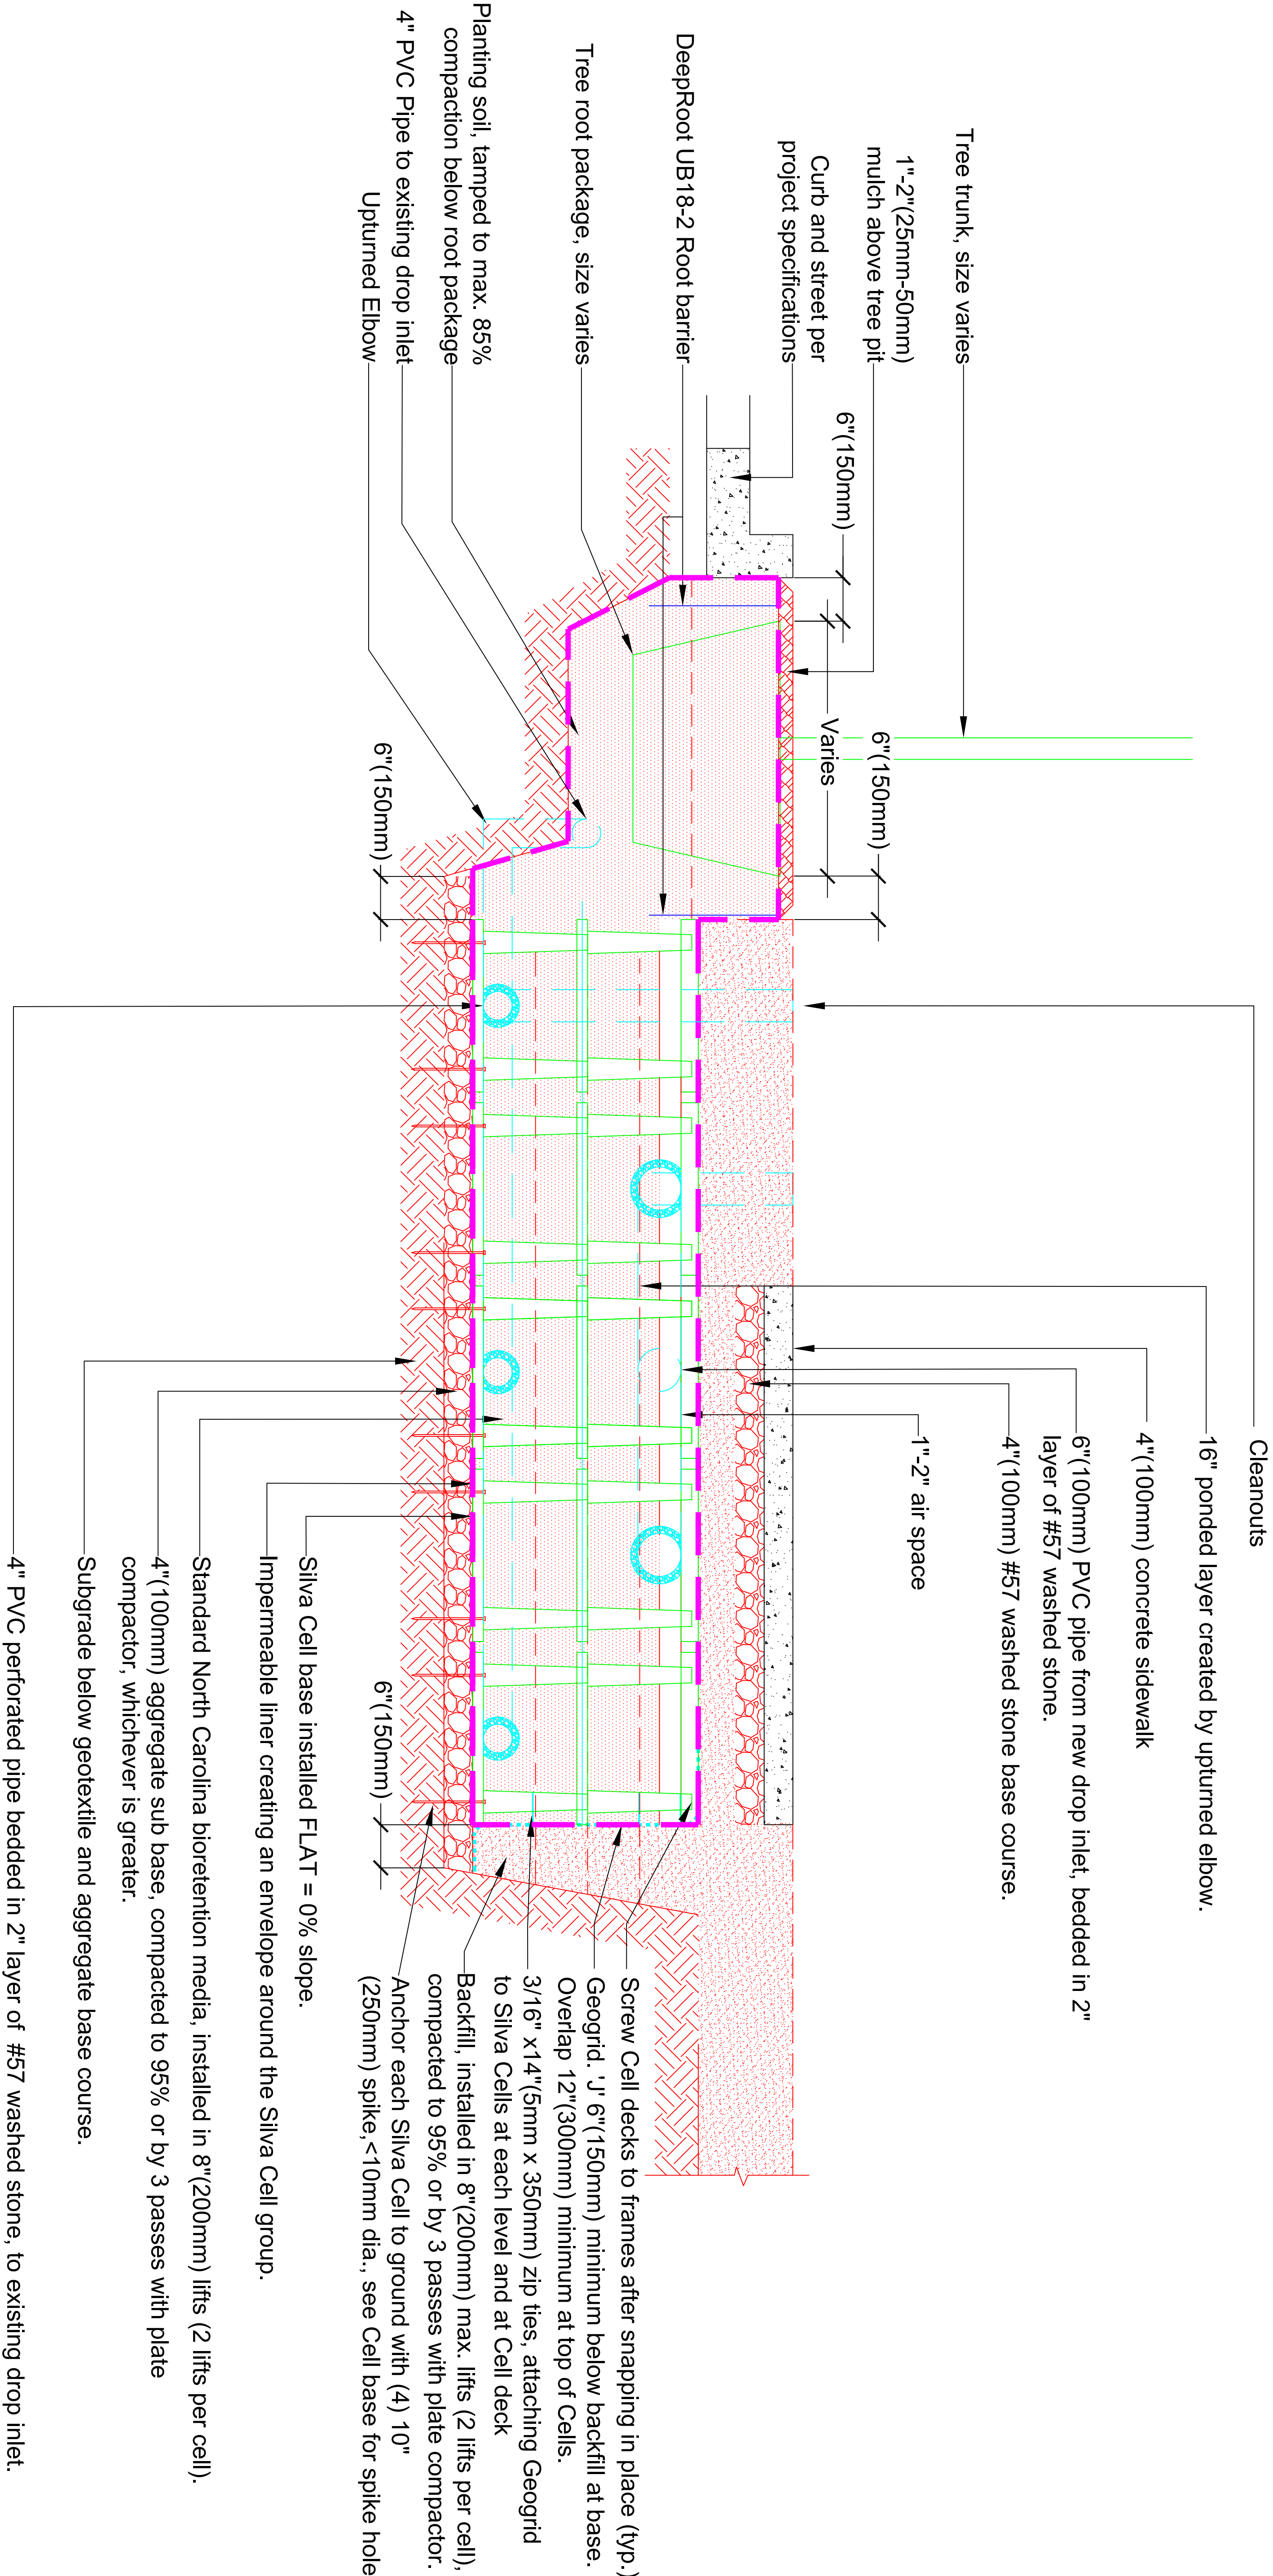 Tree trunk, size varies
1"-2"(25mm-50mm)
mulch above tree pit
Curb and street per
project specifications
DeepRoot UB18-2 Root barrier
Tree root package, size varies
Planting soil, tamped to max. 85%
compaction below root package
4" PVC Pipe to existing drop inlet
Upturned Elbow
6"(150mm)
Varies
6"(150mm)
6"(150mm)
6"(150mm)
Cleanouts
16" ponded layer created by upturned elbow.
4"(100mm) concrete sidewalk
6"(100mm) PVC pipe from new drop inlet, bedded in 2"
layer of #57 washed stone.
4"(100mm) #57 washed stone base course.
1"-2" air space
Screw Cell decks to frames after snapping in place (typ.)
Geogrid. 'J' 6"(150mm) minimum below backfill at base.
Overlap 12"(300mm) minimum at top of Cells.
3/16" x14"(5mm x 350mm) zip ties, attaching Geogrid
to Silva Cells at each level and at Cell deck
Backfill, installed in 8"(200mm) max. lifts (2 lifts per cell),
compacted to 95% or by 3 passes with plate compactor.
Anchor each Silva Cell to ground with (4) 10"
(250mm) spike,<10mm dia., see Cell base for spike hole
Silva Cell base installed FLAT = 0% slope.
Impermeable liner creating an envelope around the Silva Cell group.
Standard North Carolina bioretention media, installed in 8"(200mm) lifts (2 lifts per cell).
4"(100mm) aggregate sub base, compacted to 95% or by 3 passes with plate
compactor, whichever is greater.
Subgrade below geotextile and aggregate base course.
4" PVC perforated pipe bedded in 2" layer of #57 washed stone, to existing drop inlet.